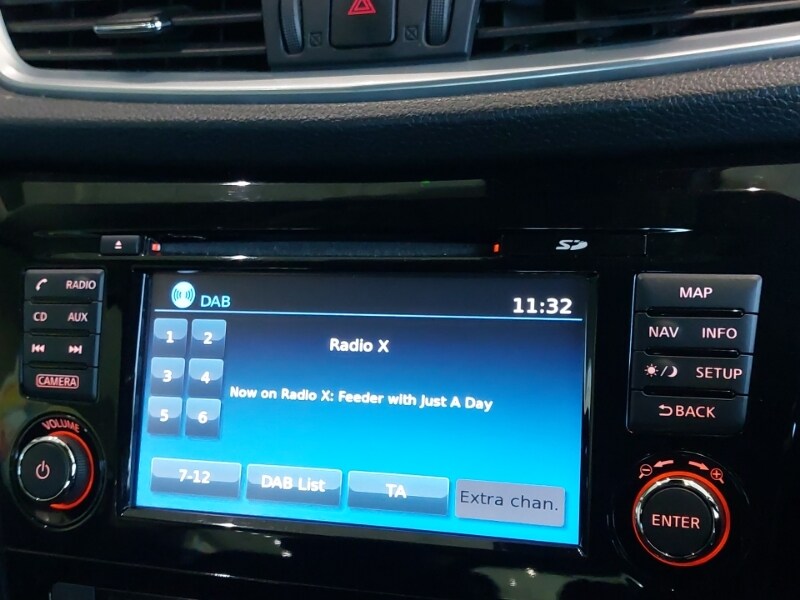 SD
RADIO
CD AUX
CAMERA
VOLUME
DAB 11:32
1 2
Radio X
3 4
Now on Radio X: Feeder with Just A Day
5 6
7-12 DAB List TA Extra chan.
MAP
NAV INFO
SETUP
BACK
ENTER